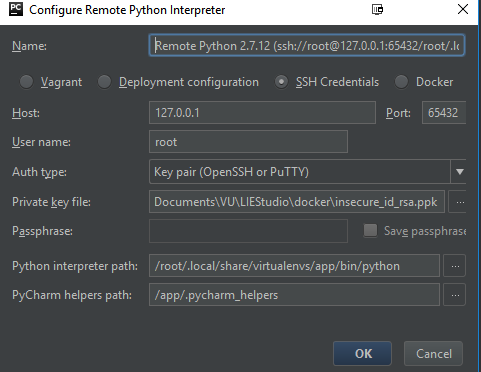 PC Configure Remote Python Interpreter
Name: Remote Python 2.7.12 (ssh://root@127.0.0.1:65432/root/.lo
Vagrant Deployment configuration SSH Credentials Docker
Host: 127.0.0.1 Port: 65432
User name: root
Auth type: Key pair (OpenSSH or PuTTY)
Private key file: Documents\VU\LIEStudio\docker\insecure_id_rsa.ppk ...
Passphrase: Save passphrase
Python interpreter path: /root/.local/share/virtualenvs/app/bin/python ...
PyCharm helpers path: /app/.pycharm_helpers ...
OK Cancel